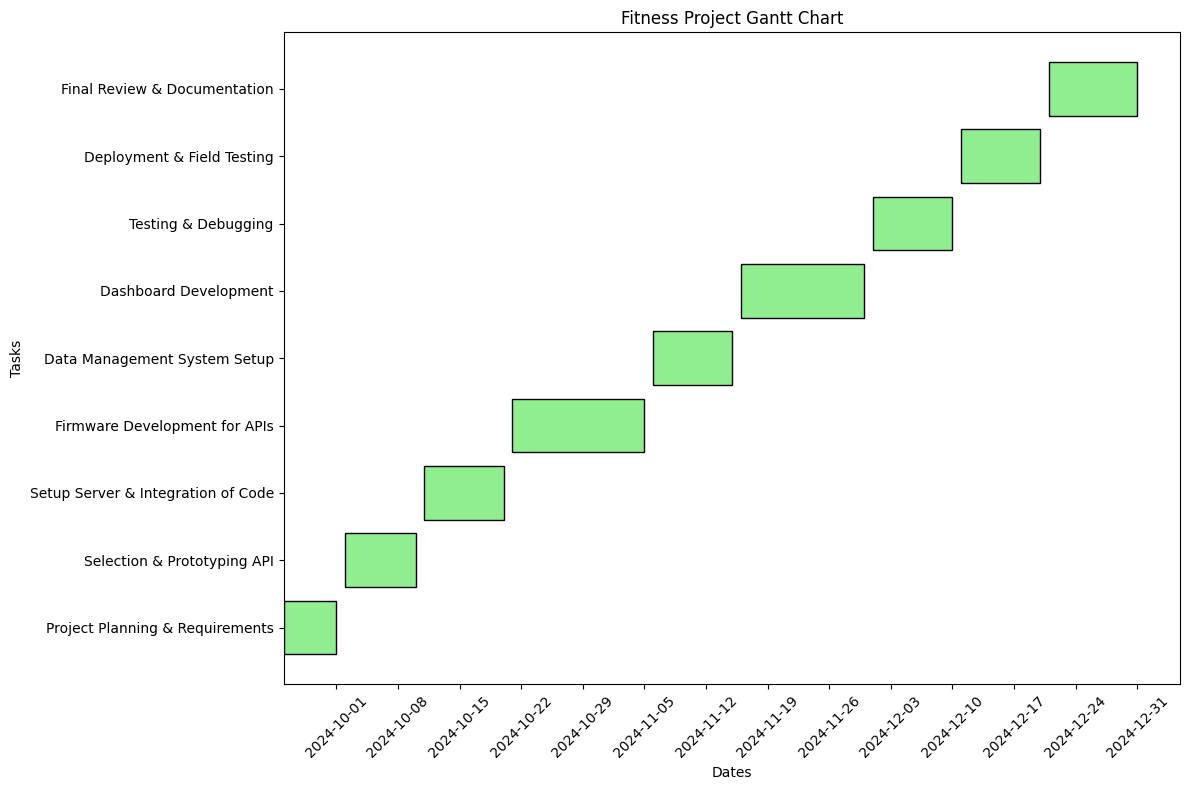 Fitness Project Gantt Chart
Tasks
Final Review & Documentation
Deployment & Field Testing
Testing & Debugging
Dashboard Development
Data Management System Setup
Firmware Development for APIs
Setup Server & Integration of Code
Selection & Prototyping API
Project Planning & Requirements
2024-10-01
2024-10-08
2024-10-15
2024-10-22
2024-10-29
2024-11-05
2024-11-12
2024-11-19
2024-11-26
2024-12-03
2024-12-10
2024-12-17
2024-12-24
2024-12-31
Dates